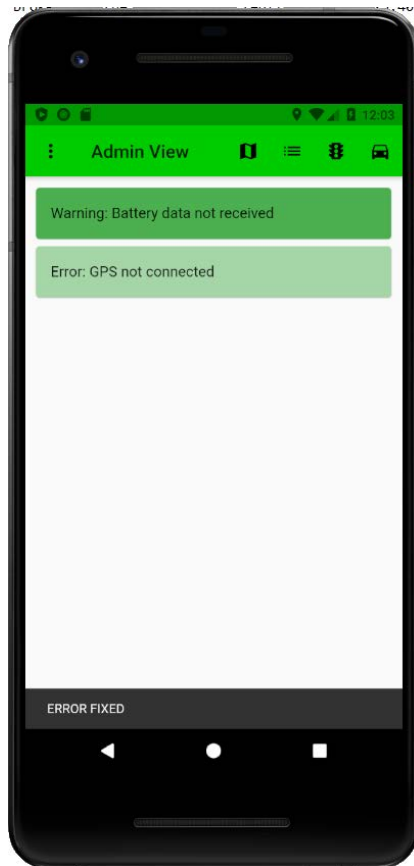 12:03
Admin View
Warning: Battery data not received
Error: GPS not connected
ERROR FIXED